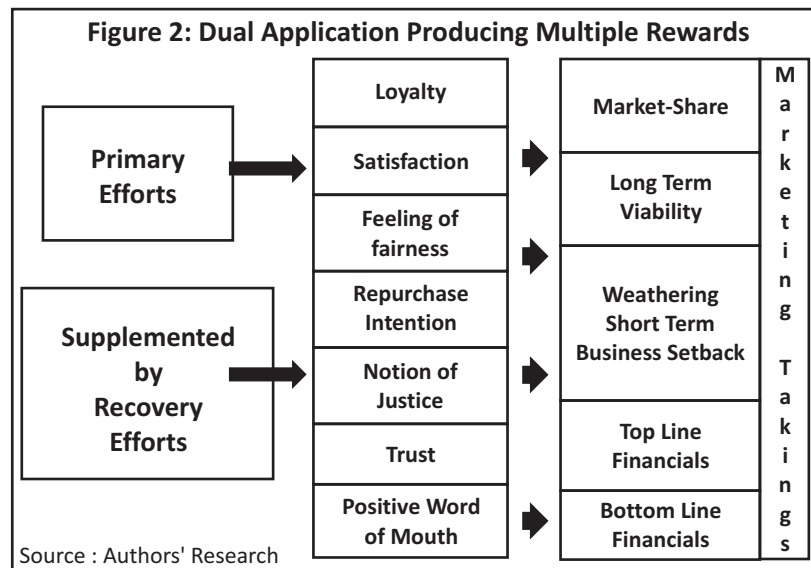 Figure 2: Dual Application Producing Multiple Rewards
Primary
Efforts
Supplemented
by
Recovery
Efforts
Loyalty
Satisfaction
Feeling of
fairness
Repurchase
Intention
Notion of
Justice
Trust
Positive Word
of Mouth
Market-Share
Long Term
Viability
Weathering
Short Term
Business Setback
Top Line
Financials
Bottom Line
Financials
Marketing Takings
Source : Authors' Research